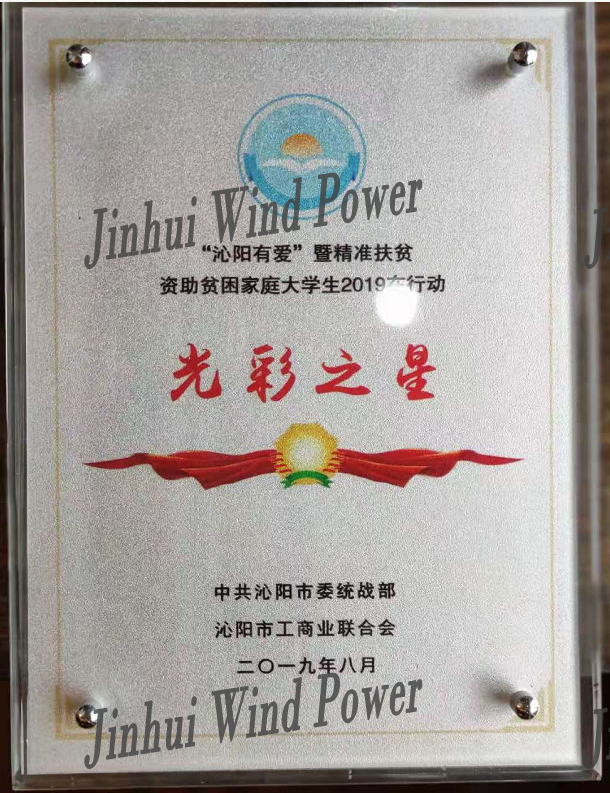 Jinhui Wind Power
“沁阳有爱”暨精准扶贫
资助贫困家庭大学生2019在行动
光彩之星
中共沁阳市委统战部
沁阳市工商业联合会
二〇一九年八月
Jinhui Wind Power